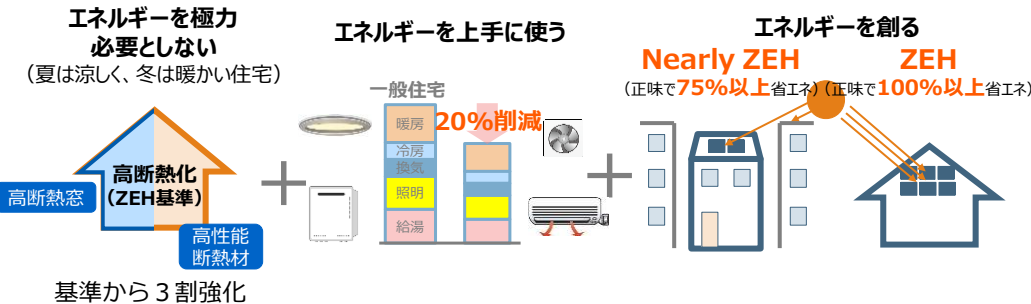 エネルギーを極力
必要としない
（夏は涼しく、冬は暖かい住宅）
高断熱化
(ZEH基準)
高断熱窓
高性能
断熱材
基準から３割強化
エネルギーを上手に使う
一般住宅
20%削減
暖房
冷房
換気
照明
給湯
エネルギーを創る
Nearly ZEH
（正味で75%以上省エネ）
ZEH
（正味で100%以上省エネ）